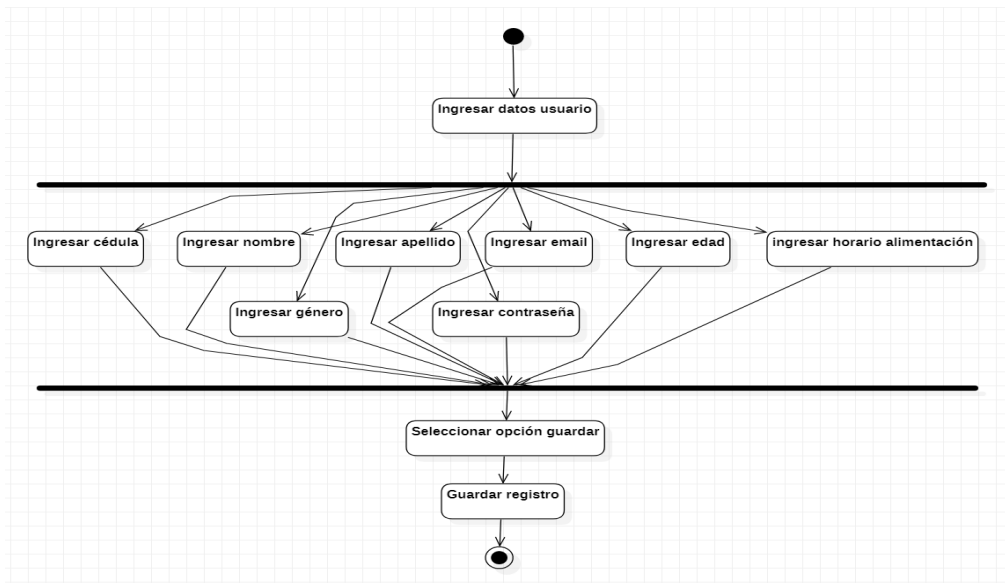 Ingresar datos usuario
Ingresar cédula
Ingresar nombre
Ingresar apellido
Ingresar email
Ingresar edad
ingresar horario alimentación
Ingresar género
Ingresar contraseña
Seleccionar opción guardar
Guardar registro